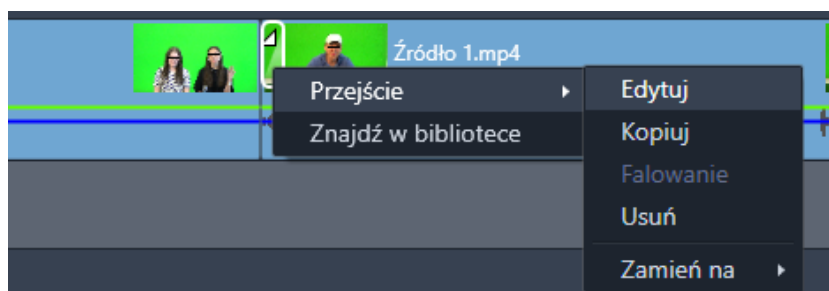 Źródło 1.mp4
Przejście
Edytuj
Znajdź w bibliotece
Kopiuj
Falowanie
Usuń
Zamień na